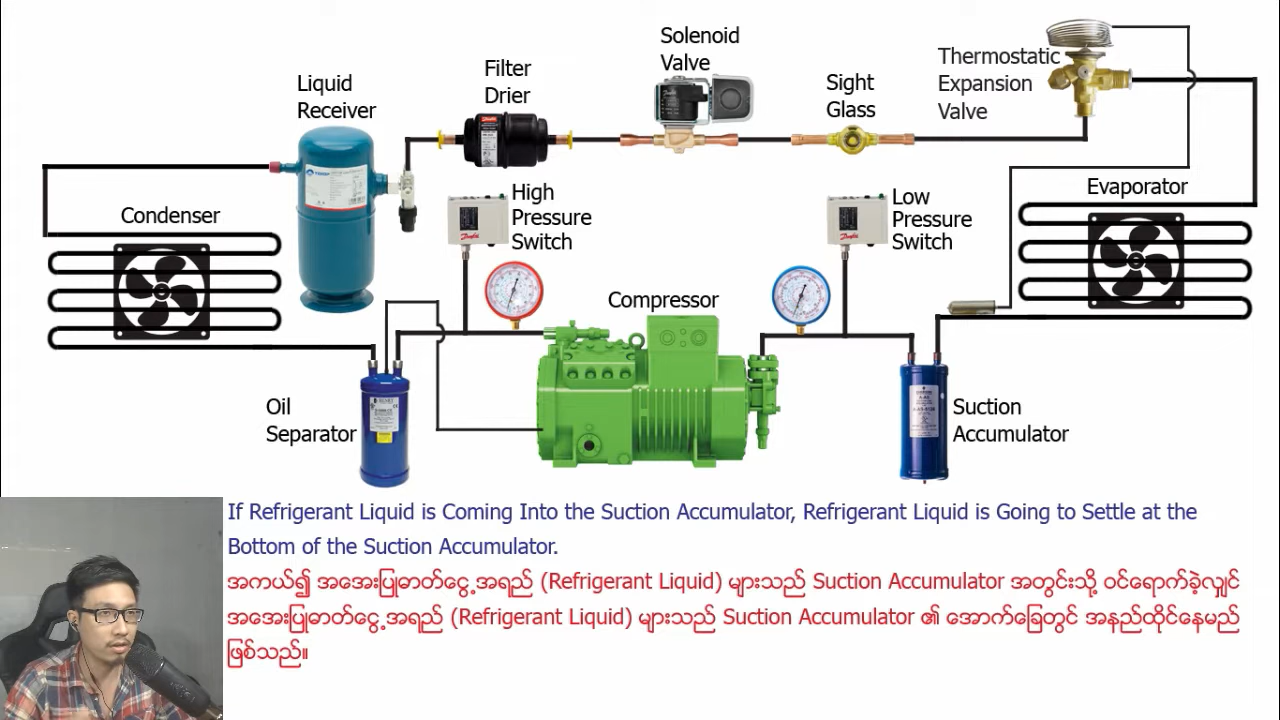 Solenoid
Valve
Thermostatic
Expansion
Valve
Filter
Drier
Liquid
Receiver
Sight
Glass
High
Pressure
Switch
Low
Pressure
Switch
Evaporator
Condenser
Compressor
Oil
Separator
Suction
Accumulator
Danfoss
Danfoss
If Refrigerant Liquid is Coming Into the Suction Accumulator, Refrigerant Liquid is Going to Settle at the
Bottom of the Suction Accumulator.
အကယ်၍ အအေးပြုဓာတ်ငွေ့အရည် (Refrigerant Liquid) များသည် Suction Accumulator အတွင်းသို့ ဝင်ရောက်ခဲ့လျှင်
အအေးပြုဓာတ်ငွေ့အရည် (Refrigerant Liquid) များသည် Suction Accumulator ၏ အောက်ခြေတွင် အနည်ထိုင်နေမည်
ဖြစ်သည်။